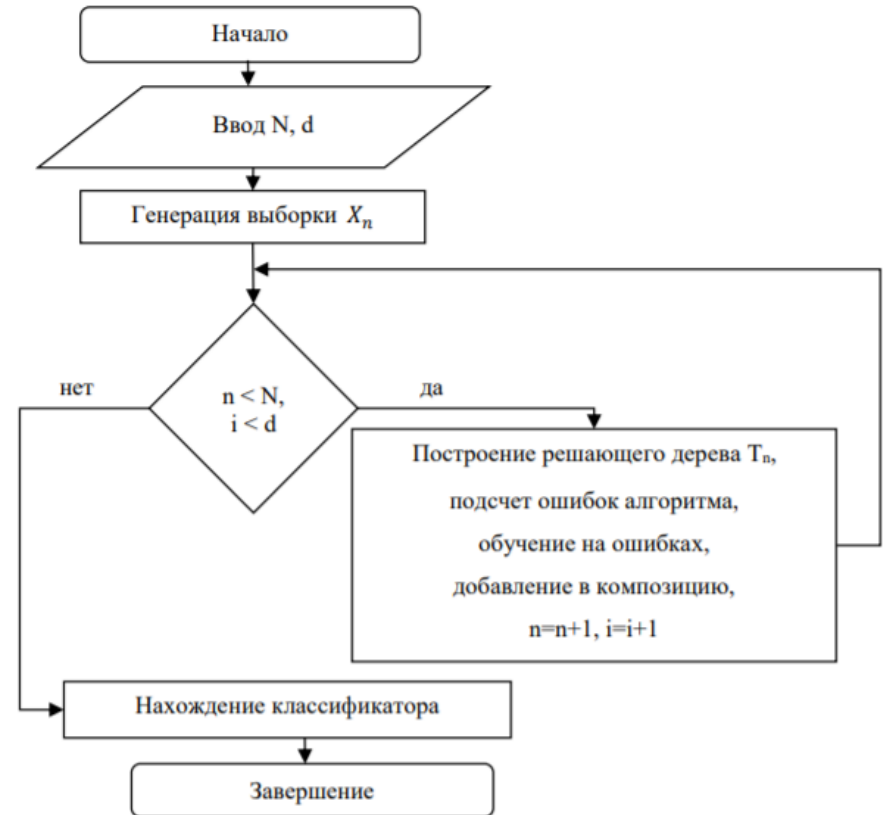 Начало
Ввод N, d
Генерация выборки $X_n$
n < N,
i < d
нет
да
Построение решающего дерева Tₙ,
подсчет ошибок алгоритма,
обучение на ошибках,
добавление в композицию,
n=n+1, i=i+1
Нахождение классификатора
Завершение